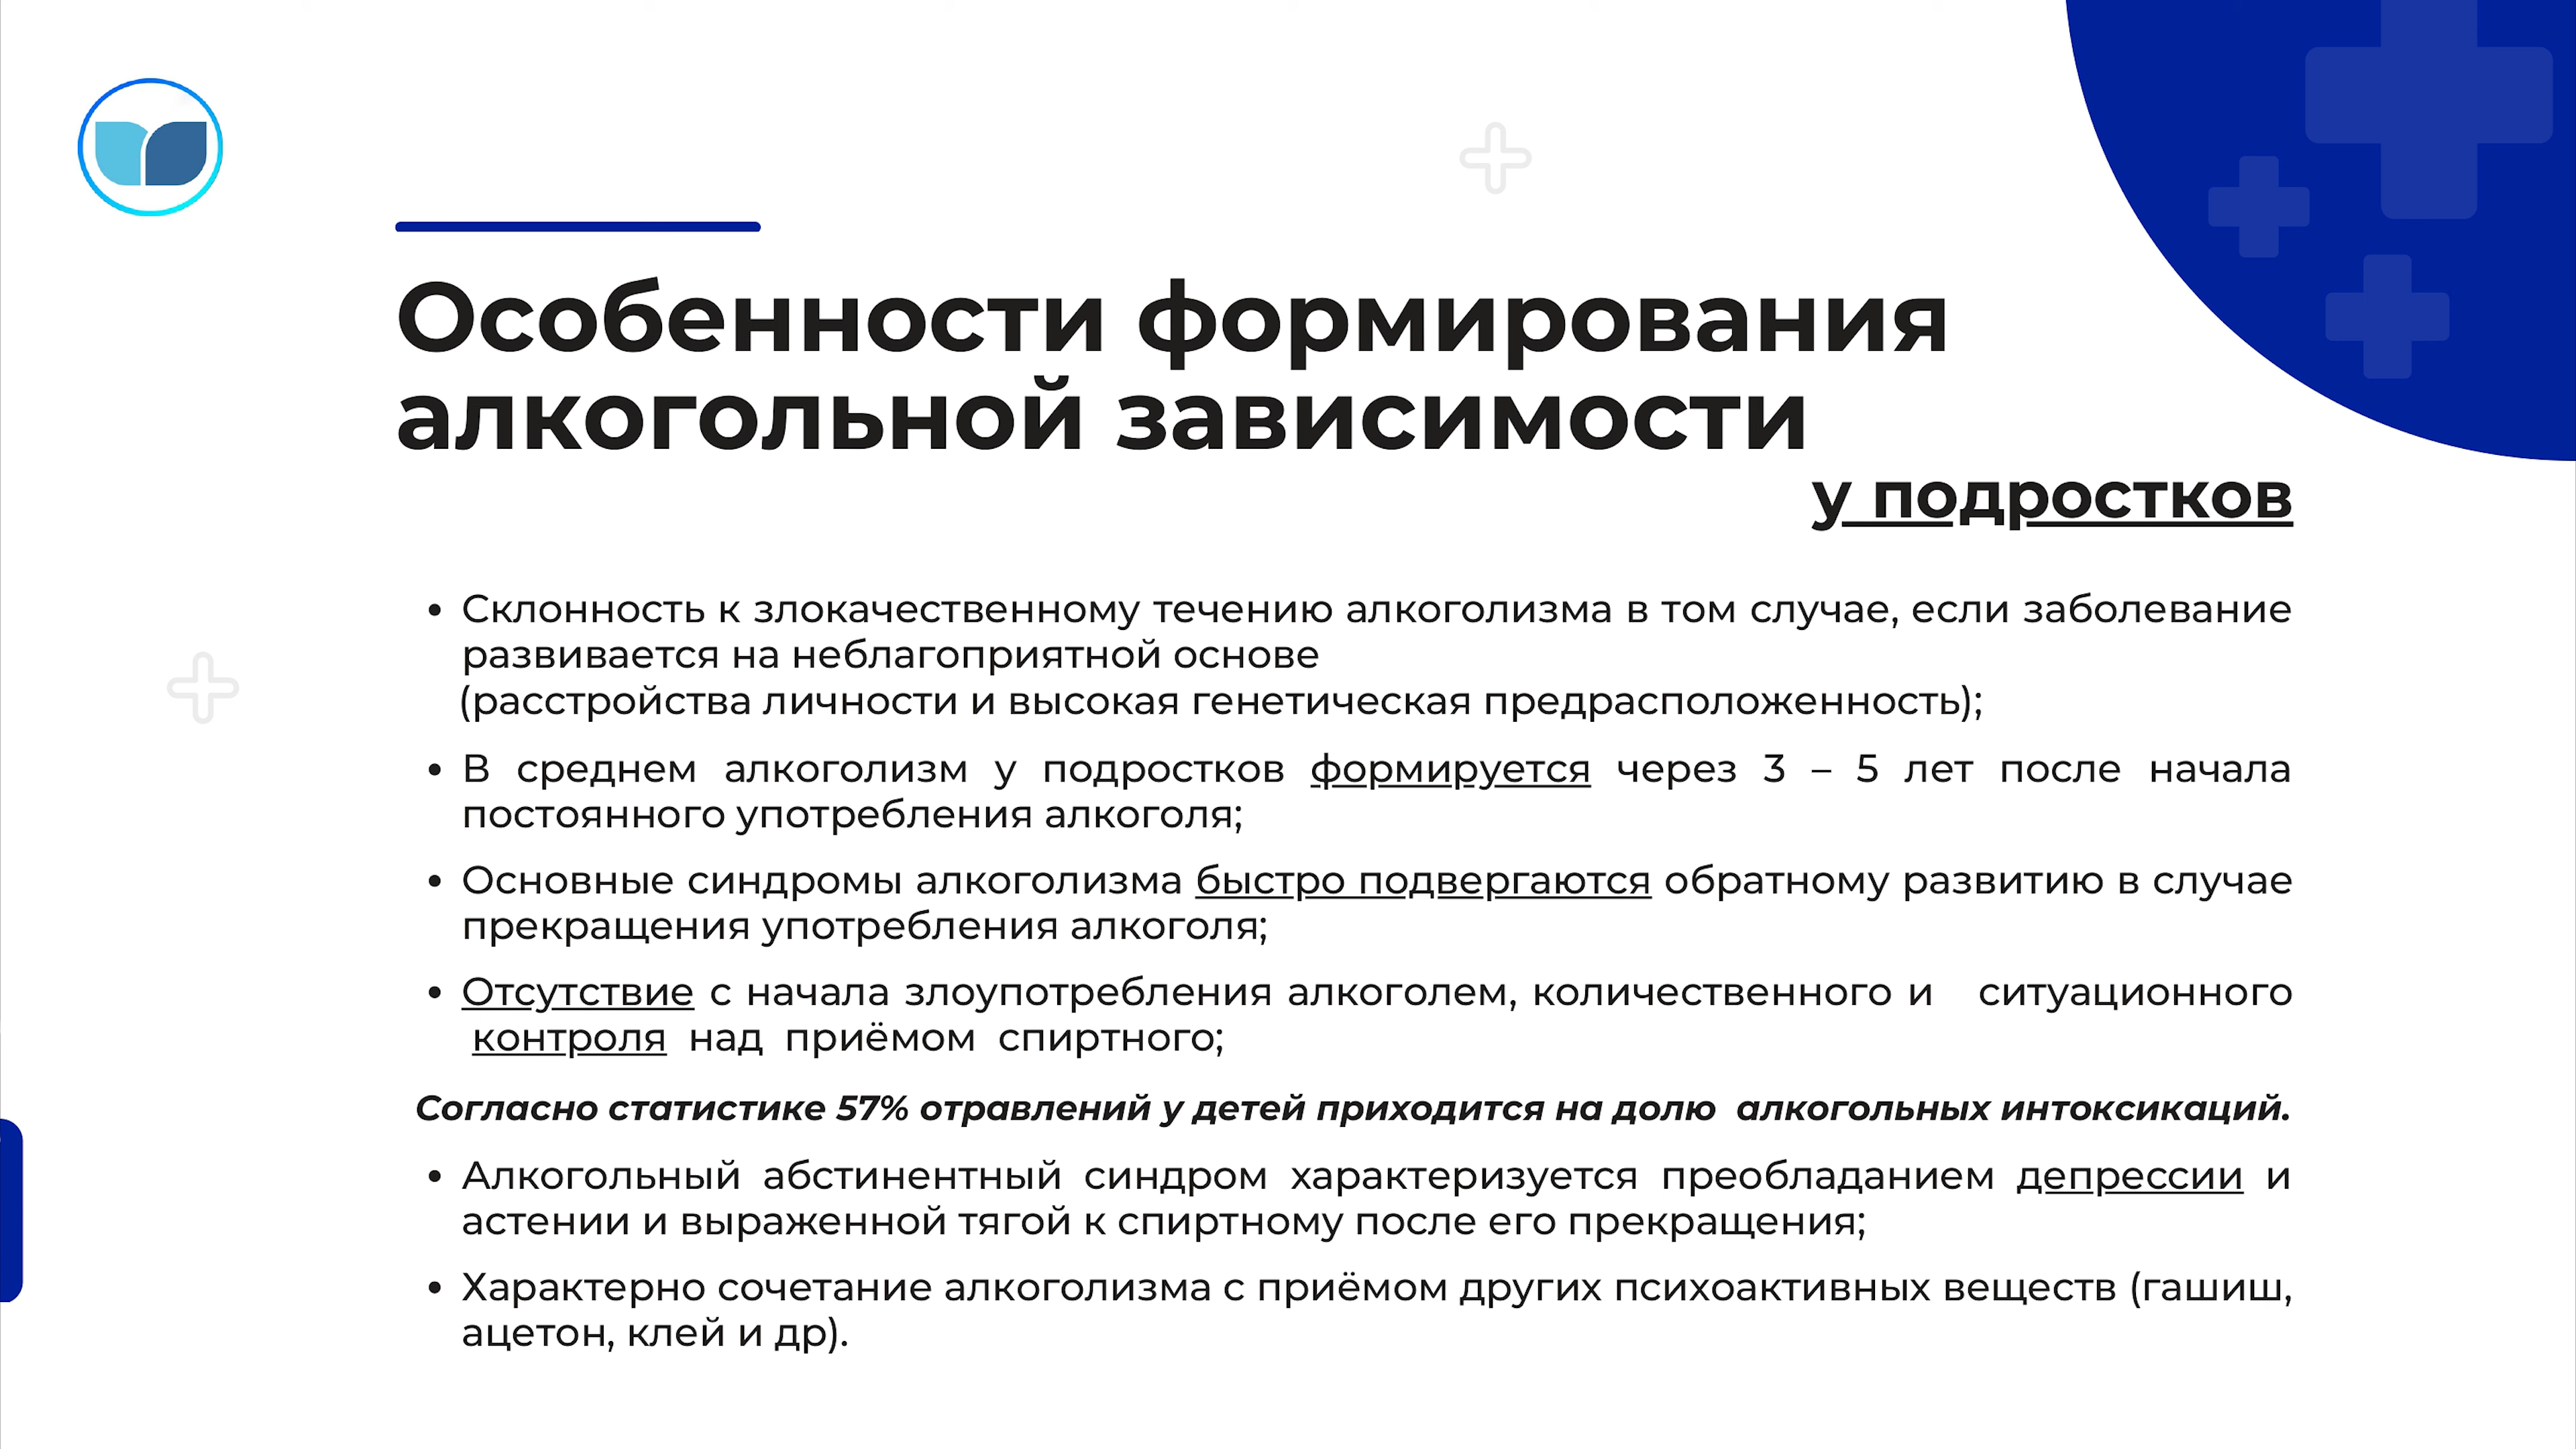 Особенности формирования
алкогольной зависимости
у подростков
• Склонность к злокачественному течению алкоголизма в том случае, если заболевание
развивается на неблагоприятной основе
(расстройства личности и высокая генетическая предрасположенность);
• В среднем алкоголизм у подростков формируется через 3 – 5 лет после начала
постоянного употребления алкоголя;
• Основные синдромы алкоголизма быстро подвергаются обратному развитию в случае
прекращения употребления алкоголя;
• Отсутствие с начала злоупотребления алкоголем, количественного и ситуационного
контроля над приёмом спиртного;
Согласно статистике 57% отравлений у детей приходится на долю алкогольных интоксикаций.
• Алкогольный абстинентный синдром характеризуется преобладанием депрессии и
астении и выраженной тягой к спиртному после его прекращения;
• Характерно сочетание алкоголизма с приёмом других психоактивных веществ (гашиш,
ацетон, клей и др).